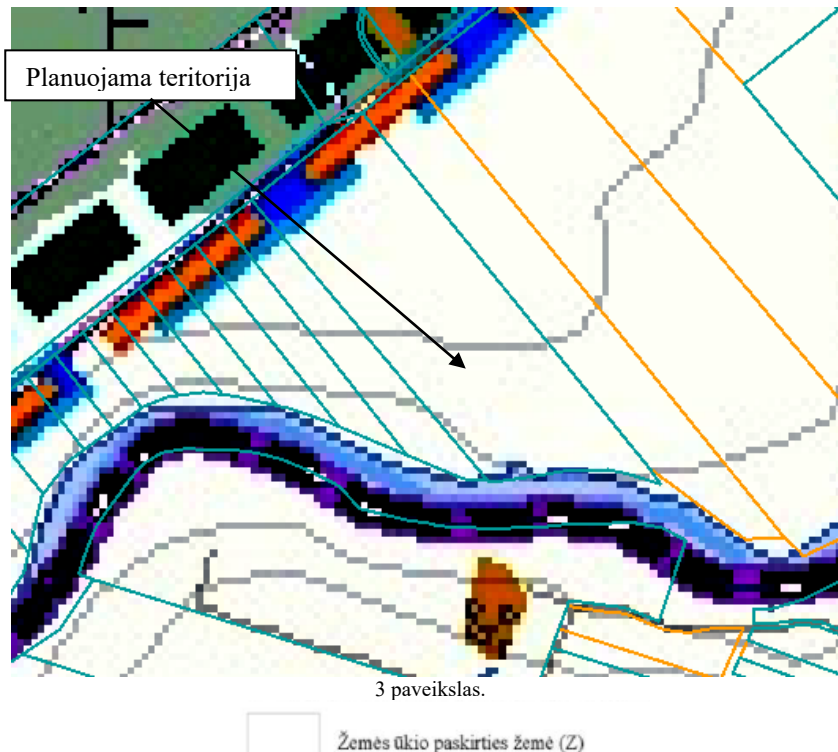 Planuojama teritorija
3 paveikslas.
Žemės ūkio paskirties žemė (Z)